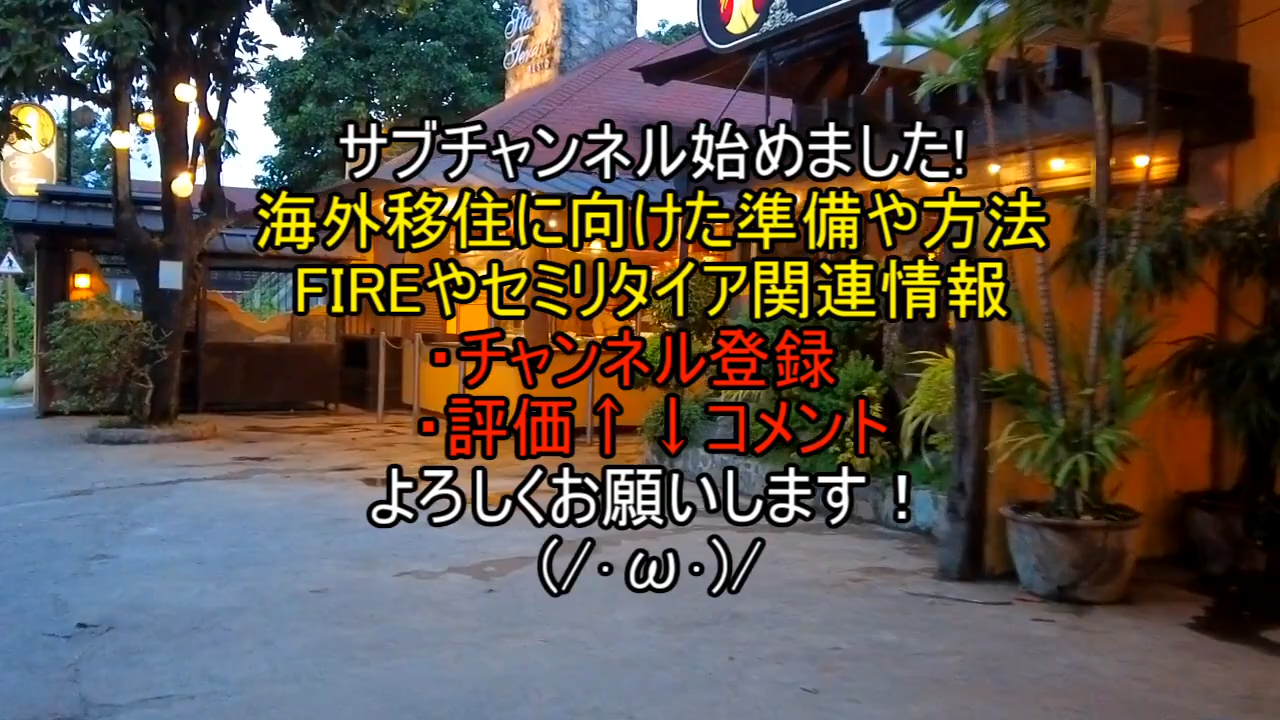 サブチャンネル始めました!
海外移住に向けた準備や方法
FIREやセミリタイア関連情報
・チャンネル登録
・評価↑↓コメント
よろしくお願いします！
(/・ω・)/